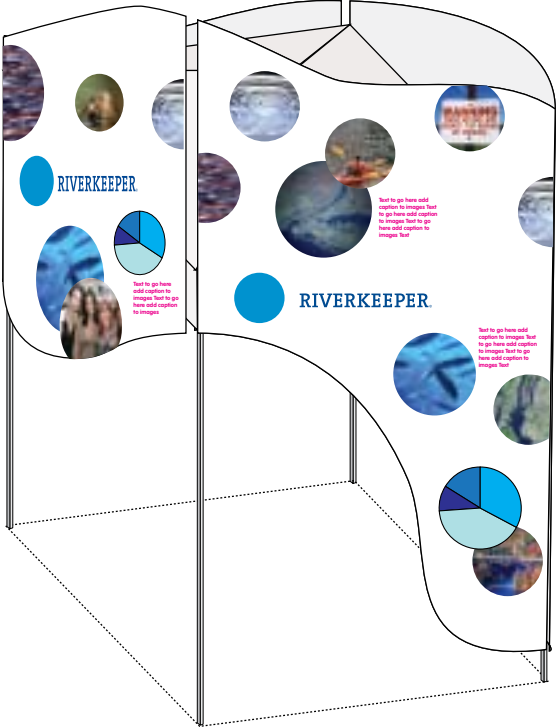 RIVERKEEPER.
Text to go here
add caption to
images Text to go
here add caption
to images
Text to go here add
caption to images Text
to go here add caption
to images Text to go
here add caption to
images Text
RIVERKEEPER.
Text to go here add
caption to images Text
to go here add caption
to images Text to go
here add caption to
images Text